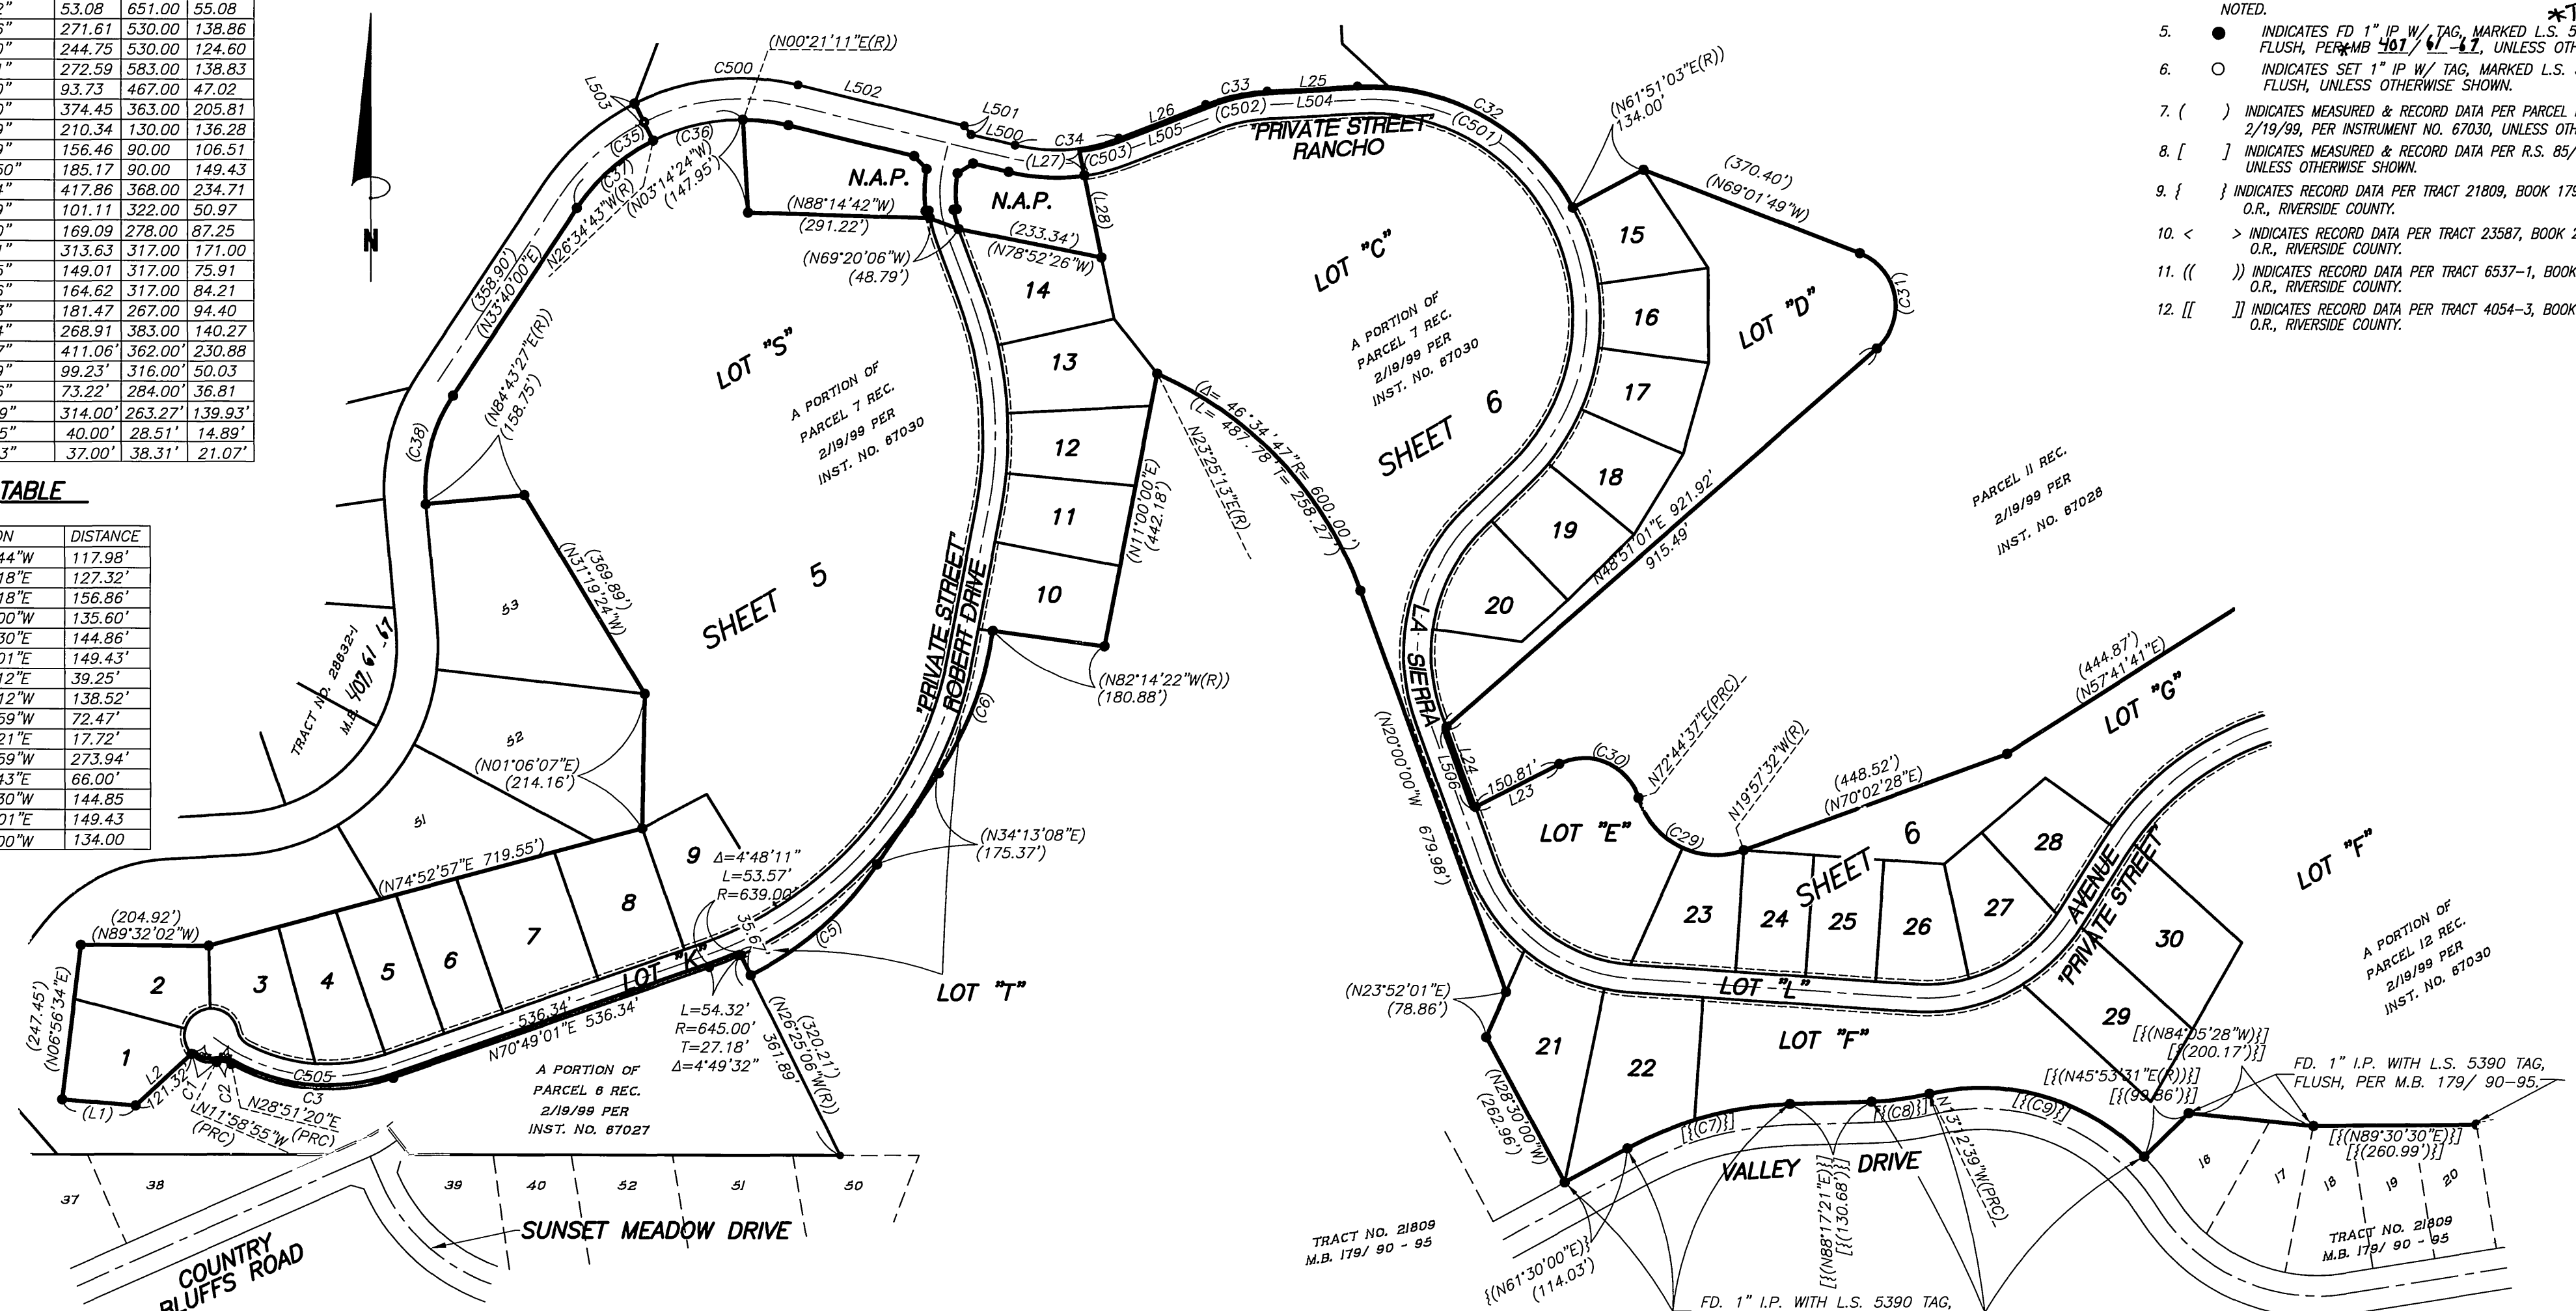 2" 53.08 651.00 55.08
271.61 530.00 138.86
244.75 530.00 124.60
272.59 583.00 138.83
93.73 467.00 47.02
374.45 363.00 205.81
210.34 130.00 136.28
156.46 90.00 106.51
50" 185.17 90.00 149.43
417.86 368.00 234.71
101.11 322.00 50.97
169.09 278.00 87.25
313.63 317.00 171.00
149.01 317.00 75.91
164.62 317.00 84.21
181.47 267.00 94.40
268.91 383.00 140.27
411.06' 362.00' 230.88
99.23' 316.00' 50.03
73.22' 284.00' 36.81
9" 314.00' 263.27' 139.93'
5" 40.00' 28.51' 14.89'
3" 37.00' 38.31' 21.07'
TABLE
ON DISTANCE
44"W 117.98'
18"E 127.32'
18"E 156.86'
00"W 135.60'
30"E 144.86'
01"E 149.43'
12"E 39.25'
12"W 138.52'
59"W 72.47'
21"E 17.72'
59"W 273.94'
43"E 66.00'
30"W 144.85
01"E 149.43
00"W 134.00
NOTED.
5. ● INDICATES FD 1" IP W/ TAG, MARKED L.S. 5
FLUSH, PER *MB 407/ 61 -67, UNLESS OTH
6. ○ INDICATES SET 1" IP W/ TAG, MARKED L.S.
FLUSH, UNLESS OTHERWISE SHOWN.
7. ( ) INDICATES MEASURED & RECORD DATA PER PARCEL
2/19/99, PER INSTRUMENT NO. 67030, UNLESS OTH
8. [ ] INDICATES MEASURED & RECORD DATA PER R.S. 85/
UNLESS OTHERWISE SHOWN.
9. { } INDICATES RECORD DATA PER TRACT 21809, BOOK 179
O.R., RIVERSIDE COUNTY.
10. < > INDICATES RECORD DATA PER TRACT 23587, BOOK 2
O.R., RIVERSIDE COUNTY.
11. (( )) INDICATES RECORD DATA PER TRACT 6537-1, BOOK
O.R., RIVERSIDE COUNTY.
12. [[ ]] INDICATES RECORD DATA PER TRACT 4054-3, BOOK
O.R., RIVERSIDE COUNTY.
N
L503
C500
(N00°21'11"E(R))
L502
L501
L500
C34
L26
C33
L25
(C502)
L504
L505
(C503)
(L27)
'PRIVATE STREET'
RANCHO
C32
(C501)
(N61°51'03"E(R))
134.00'
(C35)
(C36)
(C37)
N26°34'43"W(R)
(N03°14'24"W)
(147.95')
N.A.P.
(N88°14'42"W)
(291.22')
N.A.P.
(233.34')
(N78°52'26"W)
(L28)
(N69°20'06"W)
(48.79')
(358.90')
(N33°40'00"E)
(C38)
(N84°43'27"E(R))
(158.75')
LOT "S"
A PORTION OF
PARCEL 7 REC.
2/19/99 PER
INST. NO. 67030
SHEET 5
14
13
12
11
10
(N11°00'00"E)
(442.18')
N23°25'13"E(R)
(Δ= 46°34'47" R= 600.00')
(L= 487.78' T= 258.27')
LOT "C"
A PORTION OF
PARCEL 7 REC.
2/19/99 PER
INST. NO. 67030
SHEET 6
15
16
17
18
19
20
(370.40')
(N69°01'49"W)
LOT "D"
(C31)
N48°51'01"E 921.92'
915.49'
PARCEL 11 REC.
2/19/99 PER
INST. NO. 67028
(369.89')
(N31°19'24"W)
53
52
51
TRACT NO. 28632-1
M.B. 407/ 61 -67
(N01°06'07"E)
(214.16')
'PRIVATE STREET'
ROBERT DRIVE
(C6)
(N82°14'22"W(R))
(180.88')
(N34°13'08"E)
(175.37')
(C5)
(N74°52'57"E 719.55')
9
Δ=4°48'11"
L=53.57'
R=639.00'
35.67'
(204.92')
(N89°32'02"W)
(247.45')
(N06°56'34"E)
1
2
3
4
5
6
7
8
LOT "K"
536.34'
N70°49'01"E 536.34'
L=54.32'
R=645.00'
T=27.18'
Δ=4°49'32"
LOT "T"
(320.21')
(N26°25'06"W(R))
361.89'
(L1)
L2
121.32'
C1
C2
C505
C3
N28°51'20"E
(PRC)
N11°58'55"W
(PRC)
A PORTION OF
PARCEL 6 REC.
2/19/99 PER
INST. NO. 67027
37
38
39
40
52
51
50
SUNSET MEADOW DRIVE
COUNTRY
BLUFFS ROAD
LA SIERRA
L24
L506
150.81'
L23
(C30)
N72°44'37"E(PRC)
N19°57'32"W(R)
(C29)
LOT "E"
(N20°00'00"W 679.98')
(448.52')
(N70°02'28"E)
(444.87')
(N57°41'41"E)
LOT "G"
SHEET 6
23
24
25
26
27
28
AVENUE
'PRIVATE STREET'
30
29
LOT "F"
A PORTION OF
PARCEL 12 REC.
2/19/99 PER
INST. NO. 67030
(N23°52'01"E)
(78.86')
LOT "L"
LOT "F"
21
22
(N28°30'00"W)
(262.96')
[{(C7)}]
[{(C8)}]
[{(C9)}]
VALLEY DRIVE
[{(N88°17'21"E)}]
[{(130.68')}]
N13°12'39"W(PRC)
[{(N84°05'28"W)}]
[{(200.17')}]
[{(N45°53'31"E(R))}]
[{(99.86')}]
FD. 1" I.P. WITH L.S. 5390 TAG,
FLUSH, PER M.B. 179/ 90-95.
[{(N89°30'30"E)}]
[{(260.99')}]
16
17
18
19
20
TRACT NO. 21809
M.B. 179/ 90 - 95
TRACT NO. 21809
M.B. 179/ 90 - 95
{(N61°30'00"E)}
(114.03')
FD. 1" I.P. WITH L.S. 5390 TAG,